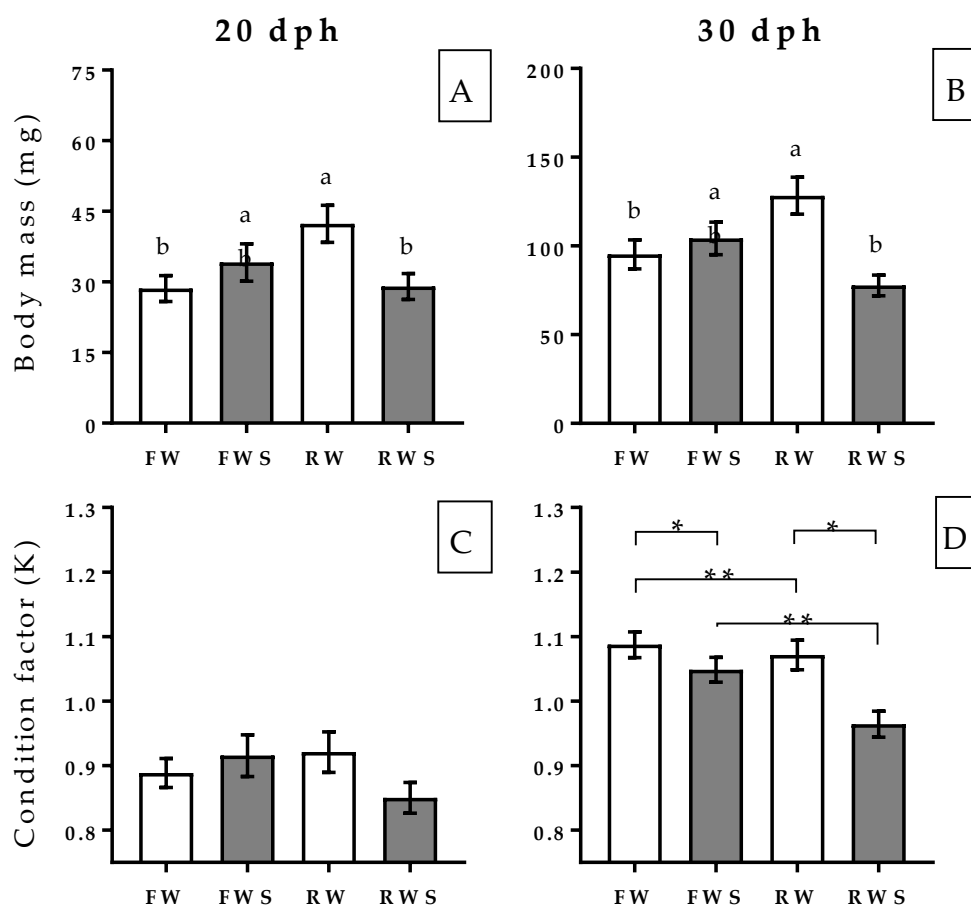 20 dph
30 dph
A
Body mass (mg)
75
60
45
30
15
0
b
a
b
a
b
FW
FWS
RW
RWS
B
200
150
100
50
0
b
a
b
a
b
FW
FWS
RW
RWS
C
Condition factor (K)
1.3
1.2
1.1
1.0
0.9
0.8
FW
FWS
RW
RWS
D
1.3
1.2
1.1
1.0
0.9
0.8
*
*
**
**
FW
FWS
RW
RWS